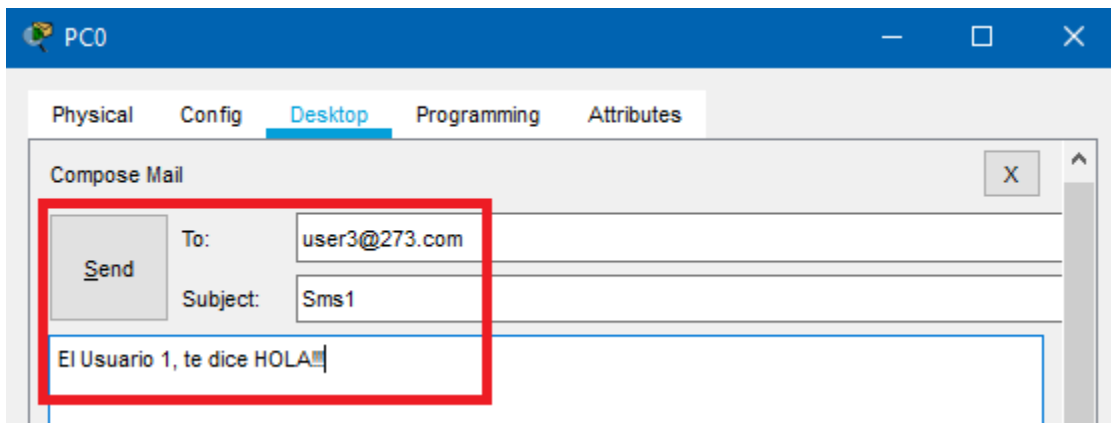 PC0
Physical Config Desktop Programming Attributes
Compose Mail X
Send
To: user3@273.com
Subject: Sms1
El Usuario 1, te dice HOLA!!!